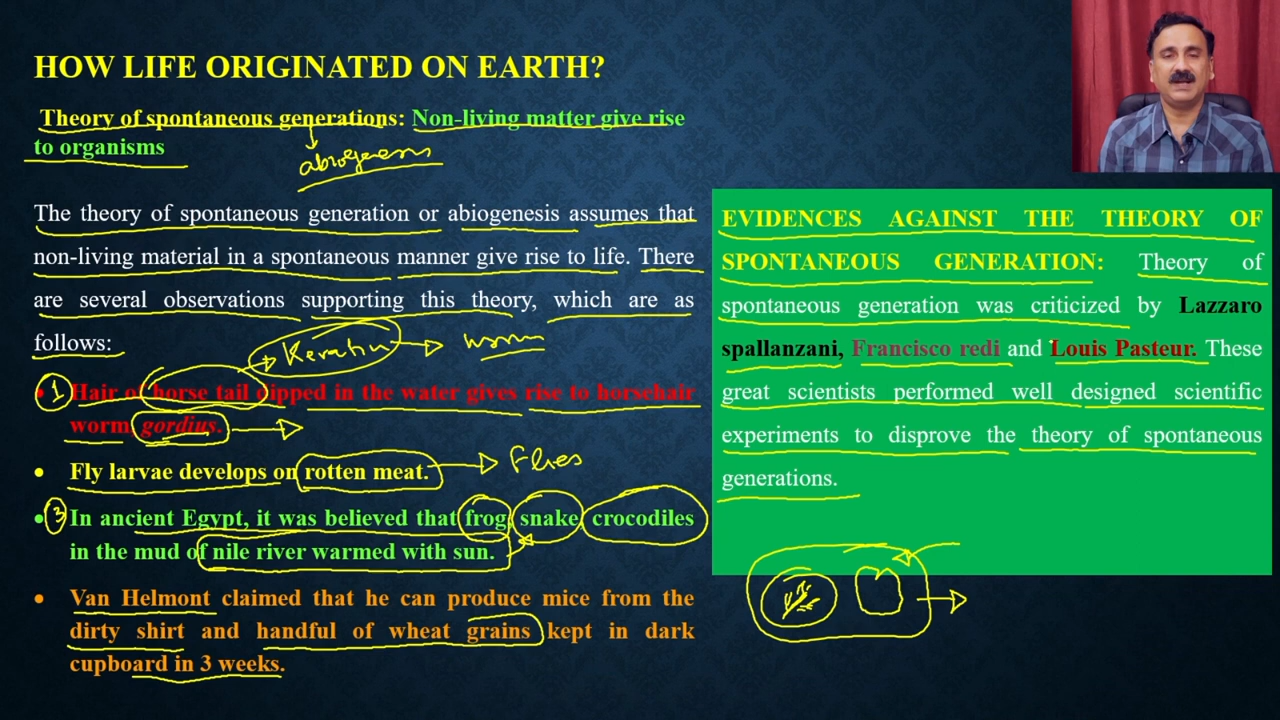 HOW LIFE ORIGINATED ON EARTH?
Theory of spontaneous generations: Non-living matter give rise
to organisms
abiogenesis
The theory of spontaneous generation or abiogenesis assumes that
non-living material in a spontaneous manner give rise to life. There
are several observations supporting this theory, which are as
follows:
Keratin
worm
1
• Hair of horse tail dipped in the water gives rise to horsehair
worm gordius.
• Fly larvae develops on rotten meat.
Flies
3
• In ancient Egypt, it was believed that frog, snake, crocodiles
in the mud of nile river warmed with sun.
• Van Helmont claimed that he can produce mice from the
dirty shirt and handful of wheat grains kept in dark
cupboard in 3 weeks.
EVIDENCES AGAINST THE THEORY OF
SPONTANEOUS GENERATION: Theory of
spontaneous generation was criticized by Lazzaro
spallanzani, Francisco redi and Louis Pasteur. These
great scientists performed well designed scientific
experiments to disprove the theory of spontaneous
generations.